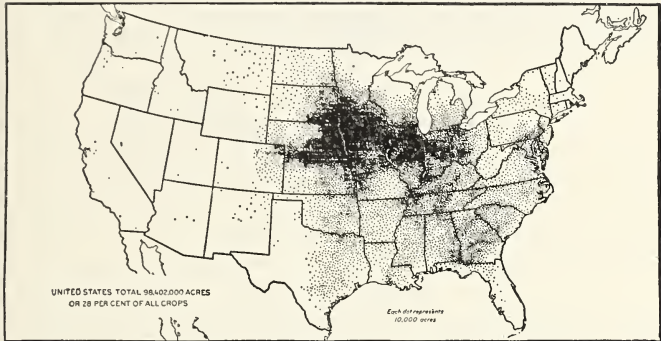 UNITED STATES TOTAL 98,402,000 ACRES
OR 28 PER CENT OF ALL CROPS
Each dot represents
10,000 acres